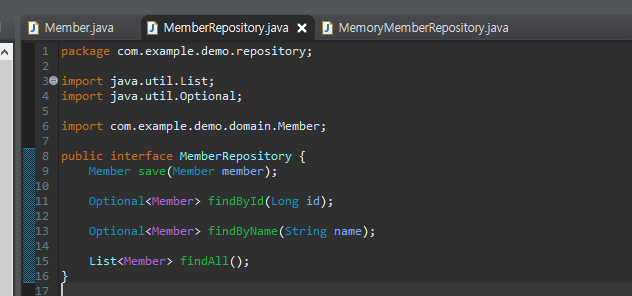 Member.java MemberRepository.java MemoryMemberRepository.java
1 package com.example.demo.repository;
2
3 import java.util.List;
4 import java.util.Optional;
5
6 import com.example.demo.domain.Member;
7
8 public interface MemberRepository {
9     Member save(Member member);
10
11     Optional<Member> findById(Long id);
12
13     Optional<Member> findByName(String name);
14
15     List<Member> findAll();
16 }
17